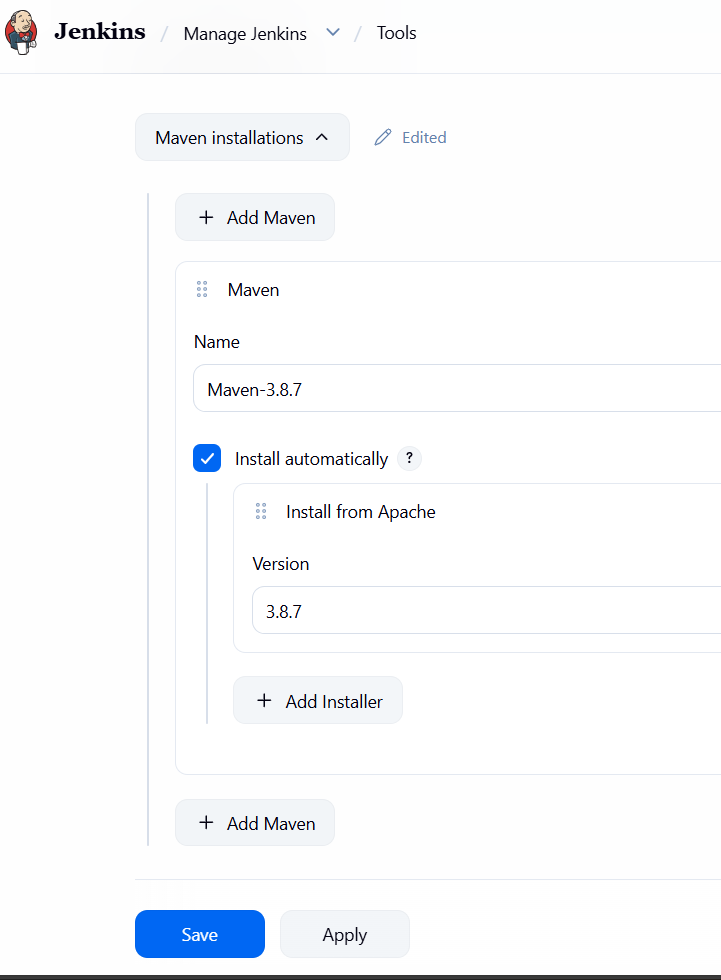 Jenkins / Manage Jenkins / Tools
Maven installations Edited
+ Add Maven
Maven
Name
Maven-3.8.7
Install automatically ?
Install from Apache
Version
3.8.7
+ Add Installer
+ Add Maven
Save Apply